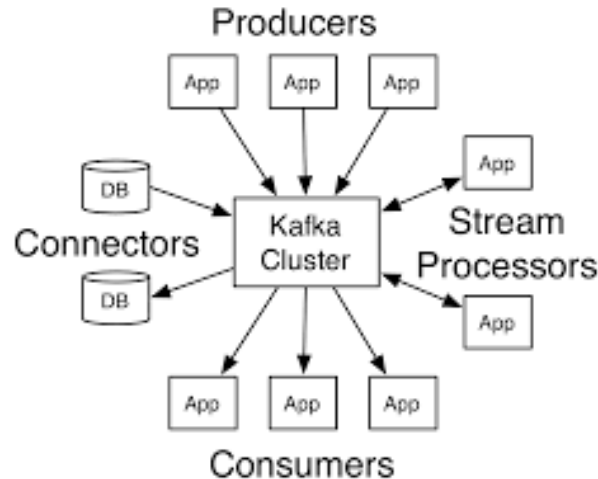 Producers
App
App
App
DB
Connectors
DB
Kafka
Cluster
App
Stream
Processors
App
App
App
App
Consumers